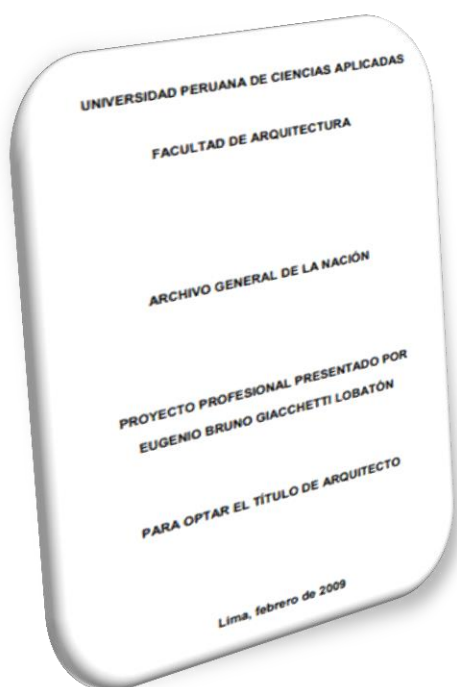 UNIVERSIDAD PERUANA DE CIENCIAS APLICADAS
FACULTAD DE ARQUITECTURA
ARCHIVO GENERAL DE LA NACIÓN
PROYECTO PROFESIONAL PRESENTADO POR
EUGENIO BRUNO GIACCHETTI LOBATÓN
PARA OPTAR EL TÍTULO DE ARQUITECTO
Lima, febrero de 2009